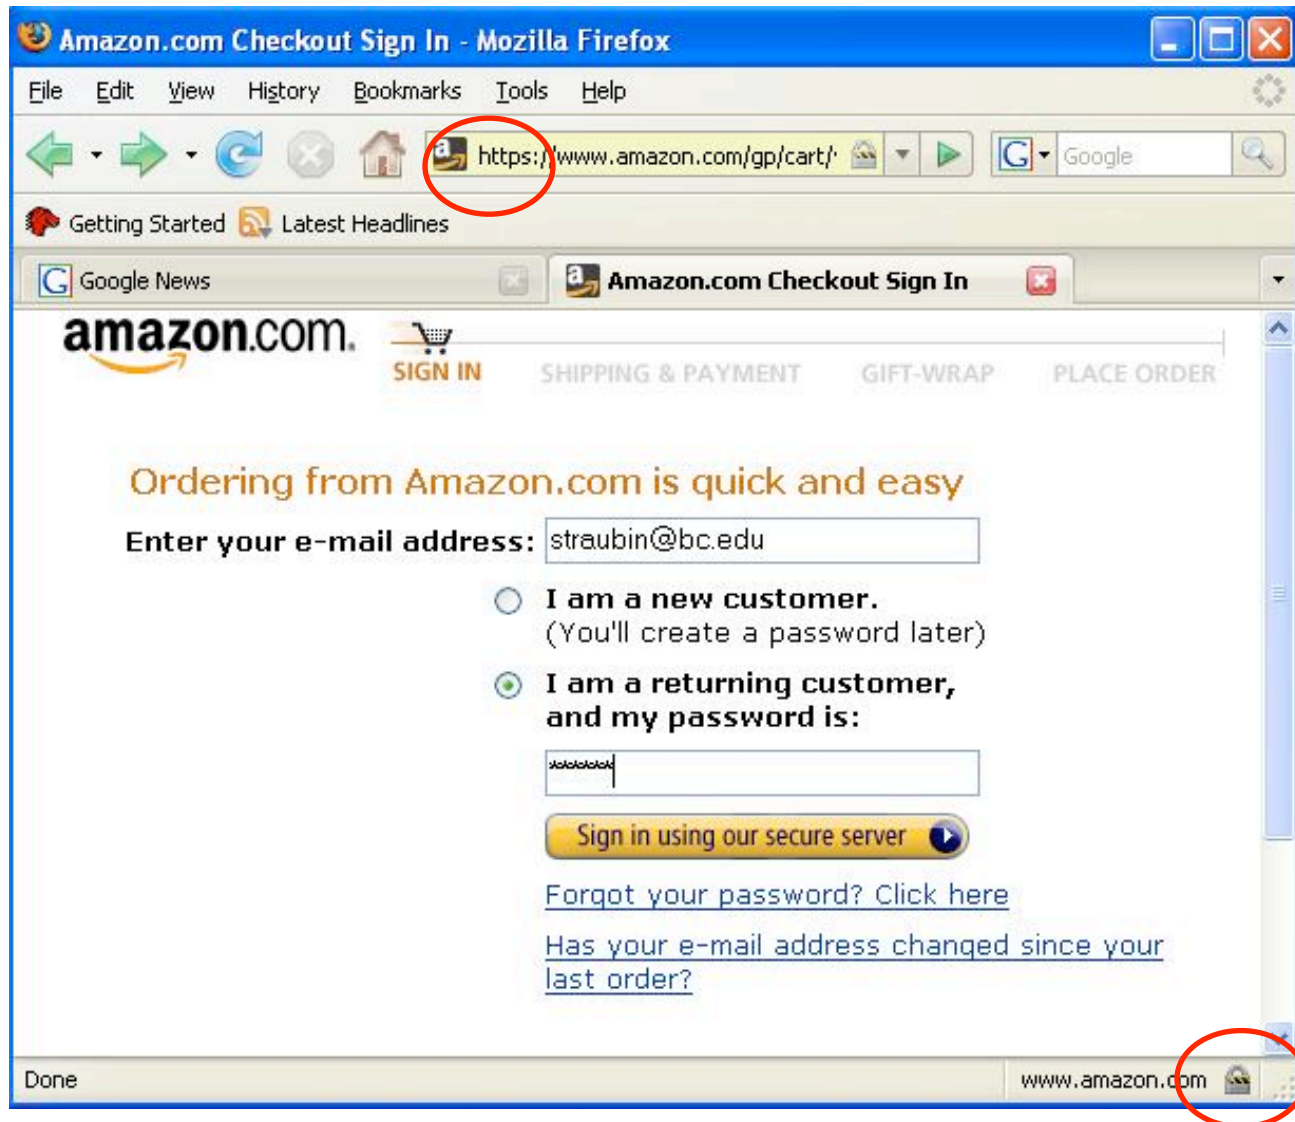 Amazon.com Checkout Sign In - Mozilla Firefox
File Edit View History Bookmarks Tools Help
https://www.amazon.com/gp/cart/ Google
Getting Started Latest Headlines
Google News Amazon.com Checkout Sign In
amazon.com.
SIGN IN SHIPPING & PAYMENT GIFT-WRAP PLACE ORDER
Ordering from Amazon.com is quick and easy
Enter your e-mail address: straubin@bc.edu
I am a new customer.
(You'll create a password later)
I am a returning customer,
and my password is:
*******
Sign in using our secure server
Forgot your password? Click here
Has your e-mail address changed since your
last order?
Done www.amazon.com